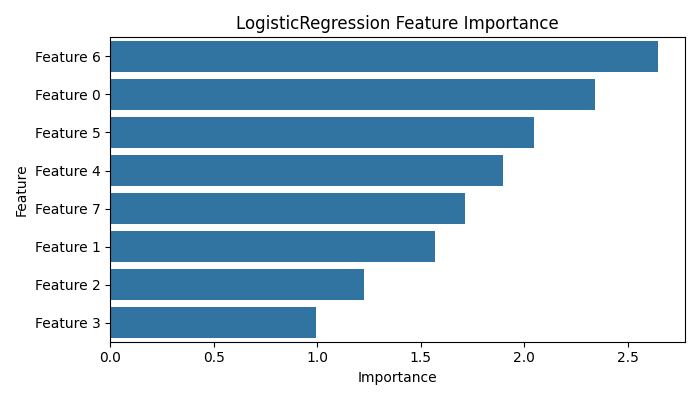 LogisticRegression Feature Importance
Feature 6
Feature 0
Feature 5
Feature 4
Feature 7
Feature 1
Feature 2
Feature 3
Feature
0.0 0.5 1.0 1.5 2.0 2.5
Importance